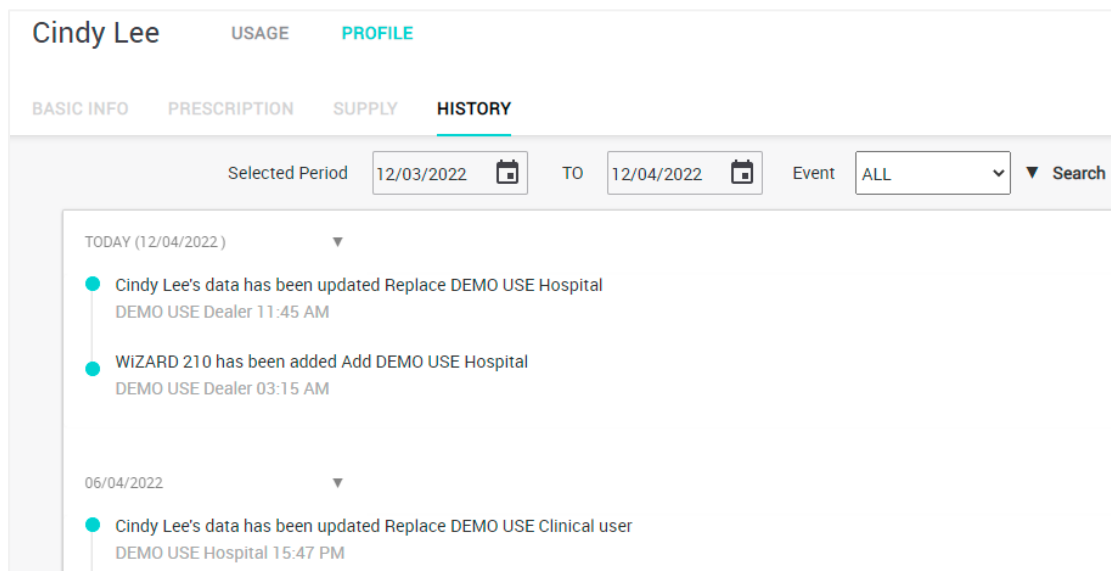 Cindy Lee USAGE PROFILE
BASIC INFO PRESCRIPTION SUPPLY HISTORY
Selected Period 12/03/2022 TO 12/04/2022 Event ALL ▼ Search
TODAY (12/04/2022 ) ▼
Cindy Lee's data has been updated Replace DEMO USE Hospital
DEMO USE Dealer 11:45 AM
WiZARD 210 has been added Add DEMO USE Hospital
DEMO USE Dealer 03:15 AM
06/04/2022 ▼
Cindy Lee's data has been updated Replace DEMO USE Clinical user
DEMO USE Hospital 15:47 PM